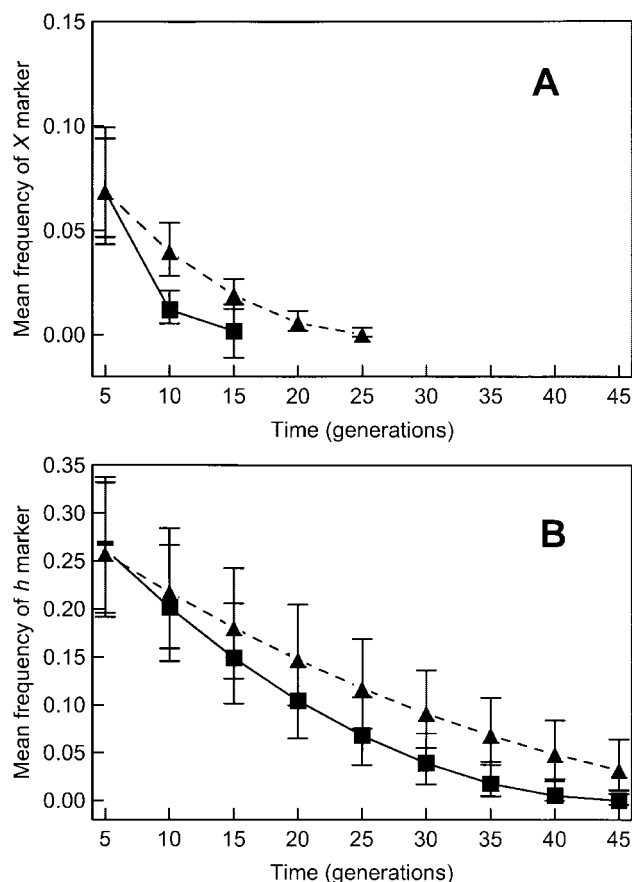 0.15
0.10
0.05
0.00
Mean frequency of X marker
A
5 10 15 20 25 30 35 40 45
Time (generations)
0.35
0.30
0.25
0.20
0.15
0.10
0.05
0.00
Mean frequency of h marker
B
5 10 15 20 25 30 35 40 45
Time (generations)